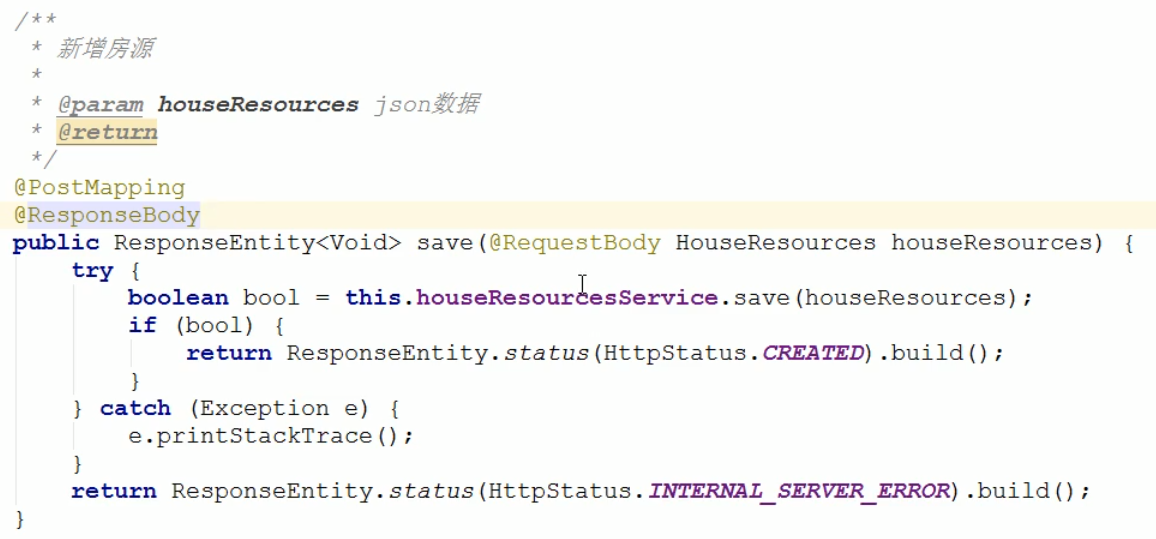 /**
 * 新增房源
 *
 * @param houseResources json数据
 * @return
 */
@PostMapping
@ResponseBody
public ResponseEntity<Void> save(@RequestBody HouseResources houseResources) {
    try {
        boolean bool = this.houseResourcesService.save(houseResources);
        if (bool) {
            return ResponseEntity.status(HttpStatus.CREATED).build();
        }
    } catch (Exception e) {
        e.printStackTrace();
    }
    return ResponseEntity.status(HttpStatus.INTERNAL_SERVER_ERROR).build();
}